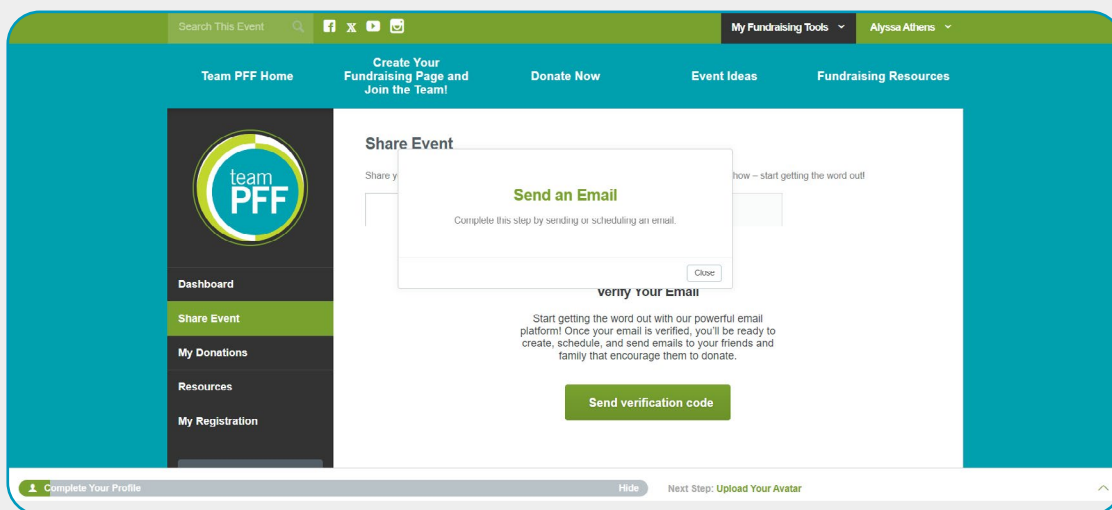 Search This Event
My Fundraising Tools
Alyssa Athens
Team PFF Home
Create Your
Fundraising Page and
Join the Team!
Donate Now
Event Ideas
Fundraising Resources
team
PFF
Dashboard
Share Event
My Donations
Resources
My Registration
Share Event
Share y
how – start getting the word out!
Send an Email
Complete this step by sending or scheduling an email.
Close
Verify Your Email
Start getting the word out with our powerful email
platform! Once your email is verified, you'll be ready to
create, schedule, and send emails to your friends and
family that encourage them to donate.
Send verification code
Complete Your Profile
Hide
Next Step: Upload Your Avatar